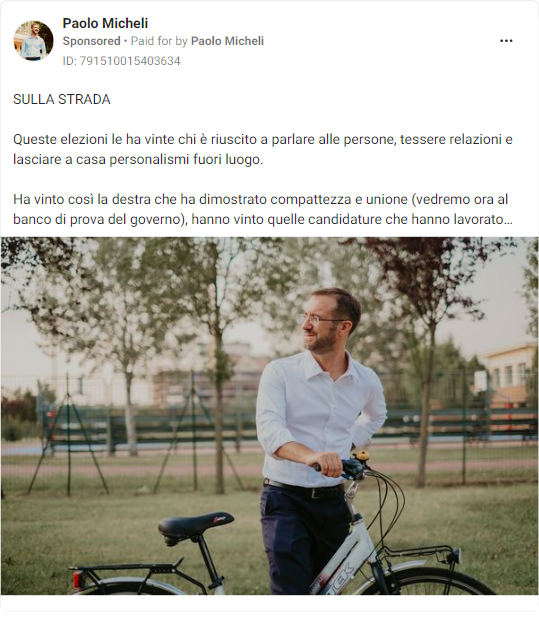 Paolo Micheli
Sponsored • Paid for by Paolo Micheli
ID: 791510015403634
SULLA STRADA
Queste elezioni le ha vinte chi è riuscito a parlare alle persone, tessere relazioni e
lasciare a casa personalismi fuori luogo.
Ha vinto così la destra che ha dimostrato compattezza e unione (vedremo ora al
banco di prova del governo), hanno vinto quelle candidature che hanno lavorato…